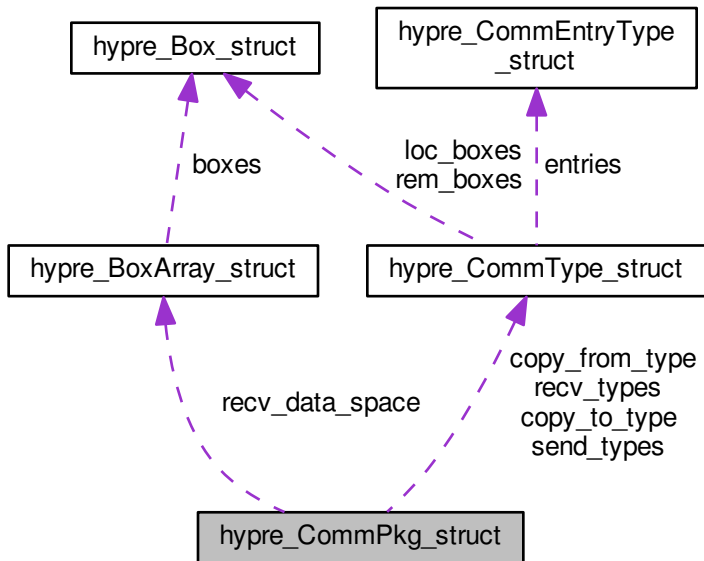 hypre_Box_struct
hypre_CommEntryType
_struct
boxes
loc_boxes
rem_boxes
entries
hypre_BoxArray_struct
hypre_CommType_struct
recv_data_space
copy_from_type
recv_types
copy_to_type
send_types
hypre_CommPkg_struct